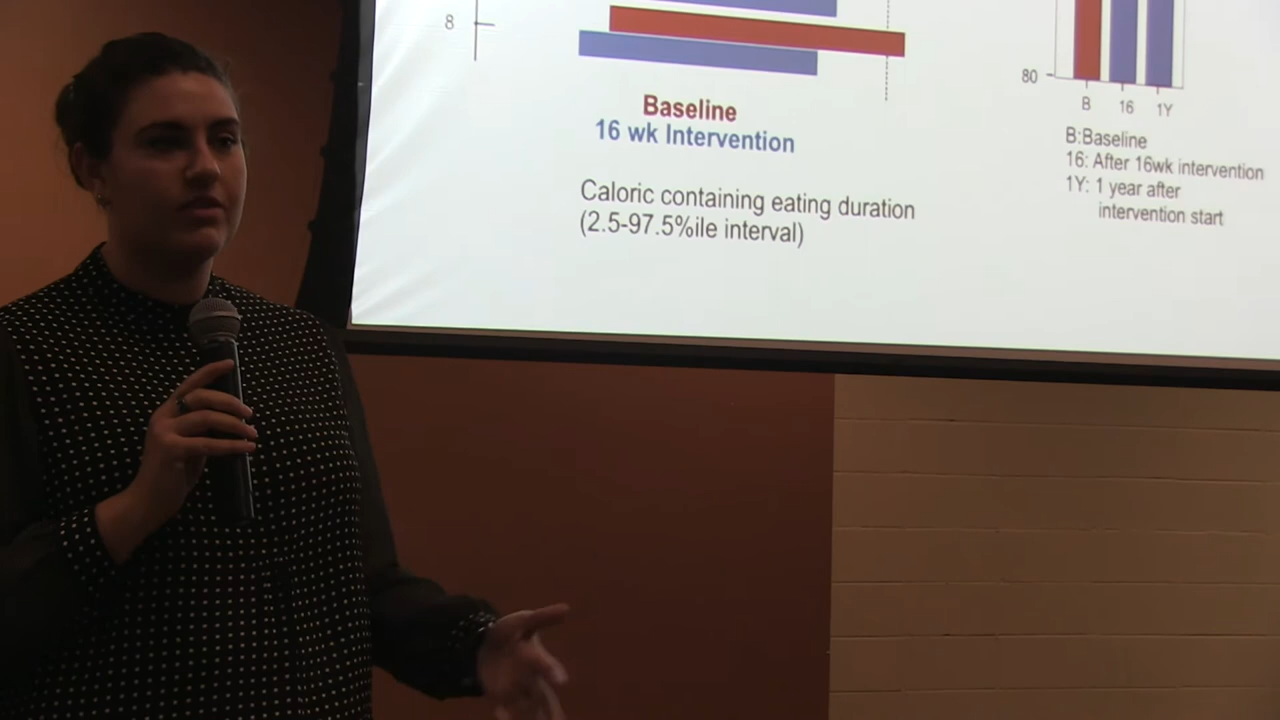 8
Baseline
16 wk Intervention
Caloric containing eating duration
(2.5-97.5%ile interval)
80
B 16 1Y
B:Baseline
16: After 16wk intervention
1Y: 1 year after
intervention start